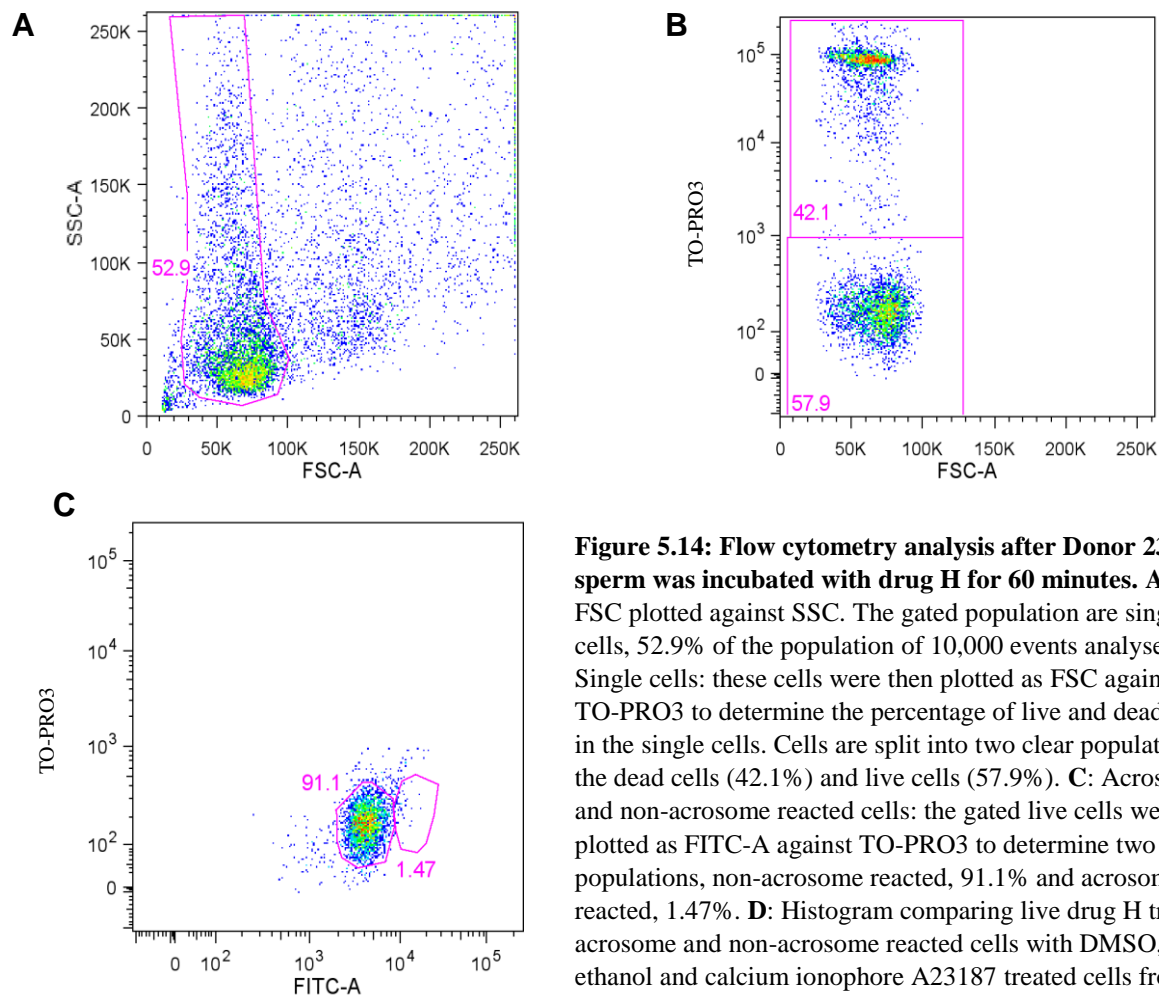 A
250K
200K
150K
100K
50K
0
SSC-A
52.9
0 50K 100K 150K 200K 250K
FSC-A
B
10^5
10^4
10^3
10^2
0
TO-PRO3
42.1
57.9
0 50K 100K 150K 200K 250K
FSC-A
C
10^5
10^4
10^3
10^2
0
TO-PRO3
91.1
1.47
0 10^2 10^3 10^4 10^5
FITC-A
Figure 5.14: Flow cytometry analysis after Donor
sperm was incubated with drug H for 60 minutes. A
FSC plotted against SSC. The gated population are
cells, 52.9% of the population of 10,000 events
Single cells: these cells were then plotted as FSC
TO-PRO3 to determine the percentage of live and dead
in the single cells. Cells are split into two clear
the dead cells (42.1%) and live cells (57.9%). C:
and non-acrosome reacted cells: the gated live cells
plotted as FITC-A against TO-PRO3 to determine two
populations, non-acrosome reacted, 91.1% and
reacted, 1.47%. D: Histogram comparing live drug H
acrosome and non-acrosome reacted cells with DMSO,
ethanol and calcium ionophore A23187 treated cells